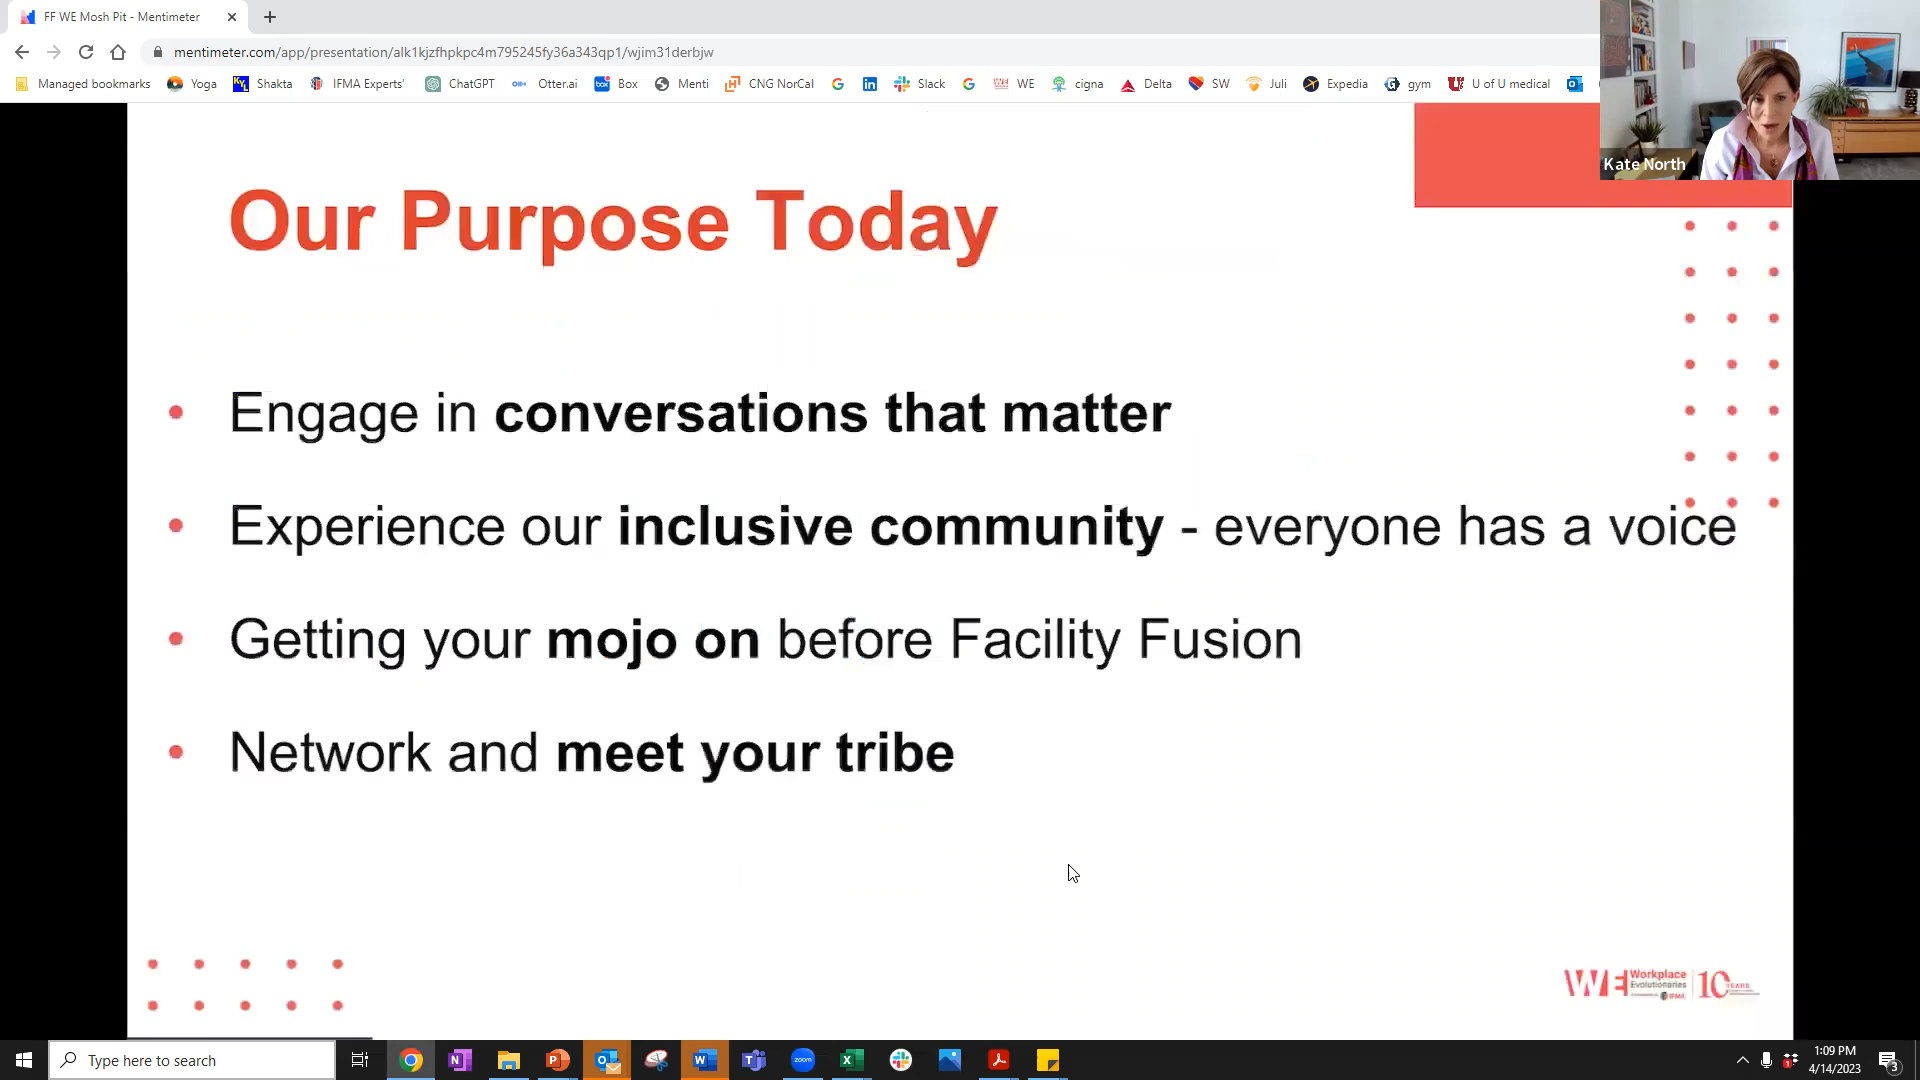 FF WE Mosh Pit - Mentimeter
mentimeter.com/app/presentation/alk1kjzfhpkpc4m795245fy36a343qp1/wjim31derbjw
Managed bookmarks Yoga Shakta IFMA Experts' ChatGPT Otter.ai Box Menti CNG NorCal Slack WE cigna Delta SW Juli Expedia gym U of U medical
Kate North
Our Purpose Today
• Engage in conversations that matter
• Experience our inclusive community - everyone has a voice
• Getting your mojo on before Facility Fusion
• Network and meet your tribe
WE Workplace Evolutionaries IFMA 10 YEARS
Type here to search
1:09 PM
4/14/2023
3